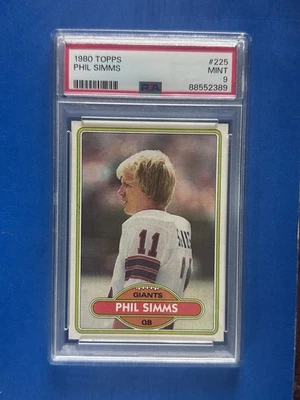 1980 TOPPS #225
PHIL SIMMS MINT
9
PSA 88552389
11
GIANTS
PHIL SIMMS
QB